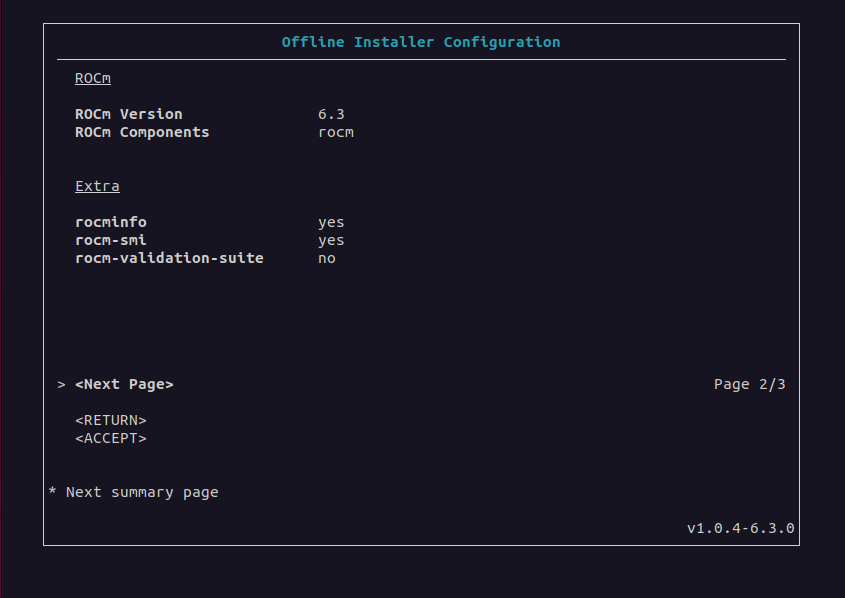 Offline Installer Configuration
ROCm
ROCm Version 6.3
ROCm Components rocm
Extra
rocminfo yes
rocm-smi yes
rocm-validation-suite no
> <Next Page> Page 2/3
<RETURN>
<ACCEPT>
* Next summary page
v1.0.4-6.3.0